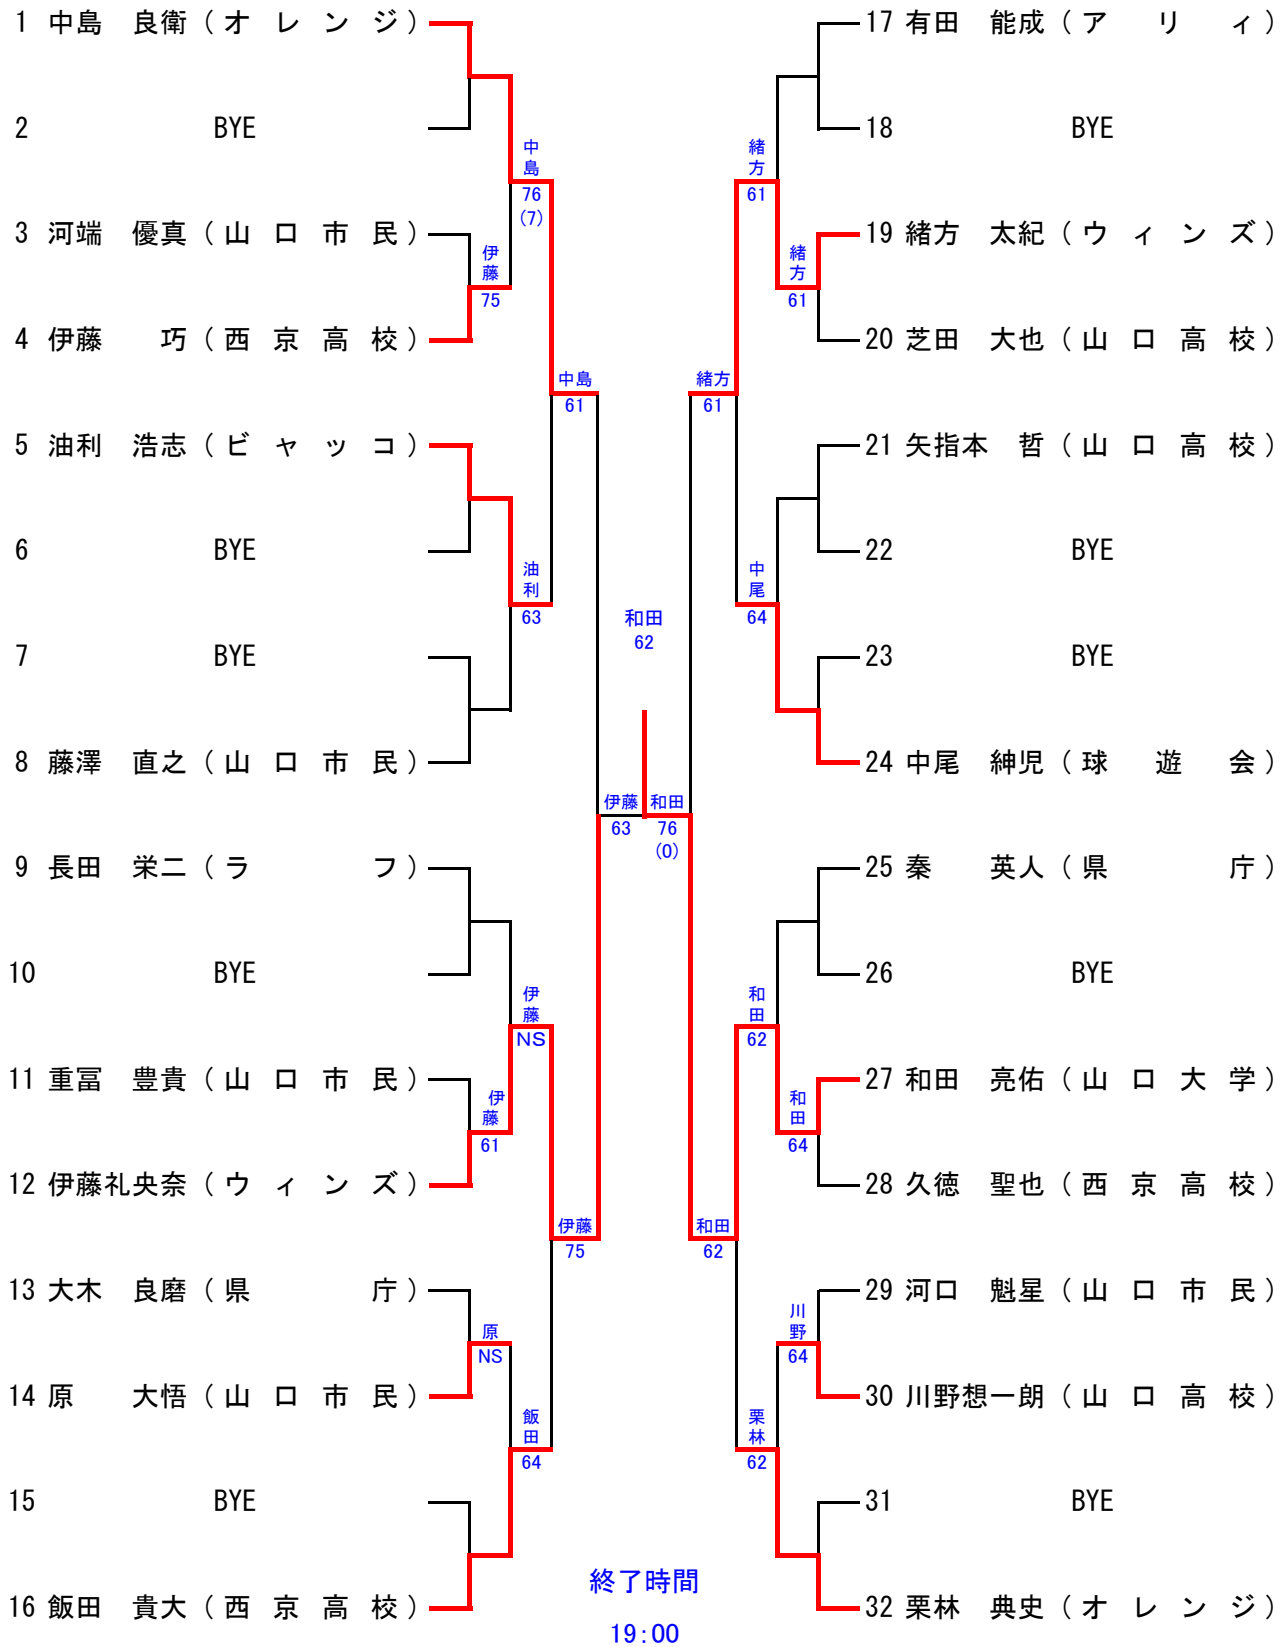 1 中島 良衛 (オレンジ)
2 BYE
3 河端 優真 (山口市民)
4 伊藤 巧 (西京高校)
5 油利 浩志 (ビャッコ)
6 BYE
7 BYE
8 藤澤 直之 (山口市民)
9 長田 栄二 (ラフ)
10 BYE
11 重冨 豊貴 (山口市民)
12 伊藤礼央奈 (ウィンズ)
13 大木 良磨 (県庁)
14 原 大悟 (山口市民)
15 BYE
16 飯田 貴大 (西京高校)
伊藤
75
伊藤
61
原
NS
中島
76
(7)
油利
63
伊藤
NS
飯田
64
中島
61
伊藤
75
伊藤
63
和田
62
和田
76
(0)
緒方
61
和田
62
緒方
61
中尾
64
和田
62
栗林
62
緒方
61
和田
64
川野
64
17 有田 能成 (アリィ)
18 BYE
19 緒方 太紀 (ウィンズ)
20 芝田 大也 (山口高校)
21 矢指本 哲 (山口高校)
22 BYE
23 BYE
24 中尾 紳児 (球遊会)
25 秦 英人 (県庁)
26 BYE
27 和田 亮佑 (山口大学)
28 久徳 聖也 (西京高校)
29 河口 魁星 (山口市民)
30 川野想一朗 (山口高校)
31 BYE
32 栗林 典史 (オレンジ)
終了時間
19:00